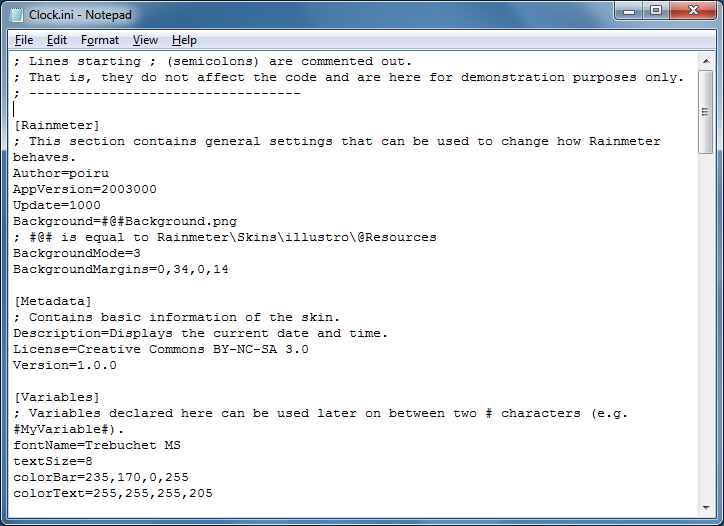 Clock.ini - Notepad
File Edit Format View Help
; Lines starting ; (semicolons) are commented out.
; That is, they do not affect the code and are here for demonstration purposes only.
; ----------------------------------
[Rainmeter]
; This section contains general settings that can be used to change how Rainmeter
behaves.
Author=poiru
AppVersion=2003000
Update=1000
Background=#@#Background.png
; #@# is equal to Rainmeter\Skins\illustro\@Resources
BackgroundMode=3
BackgroundMargins=0,34,0,14
[Metadata]
; Contains basic information of the skin.
Description=Displays the current date and time.
License=Creative Commons BY-NC-SA 3.0
Version=1.0.0
[Variables]
; Variables declared here can be used later on between two # characters (e.g.
#MyVariable#).
fontName=Trebuchet MS
textSize=8
colorBar=235,170,0,255
colorText=255,255,255,205